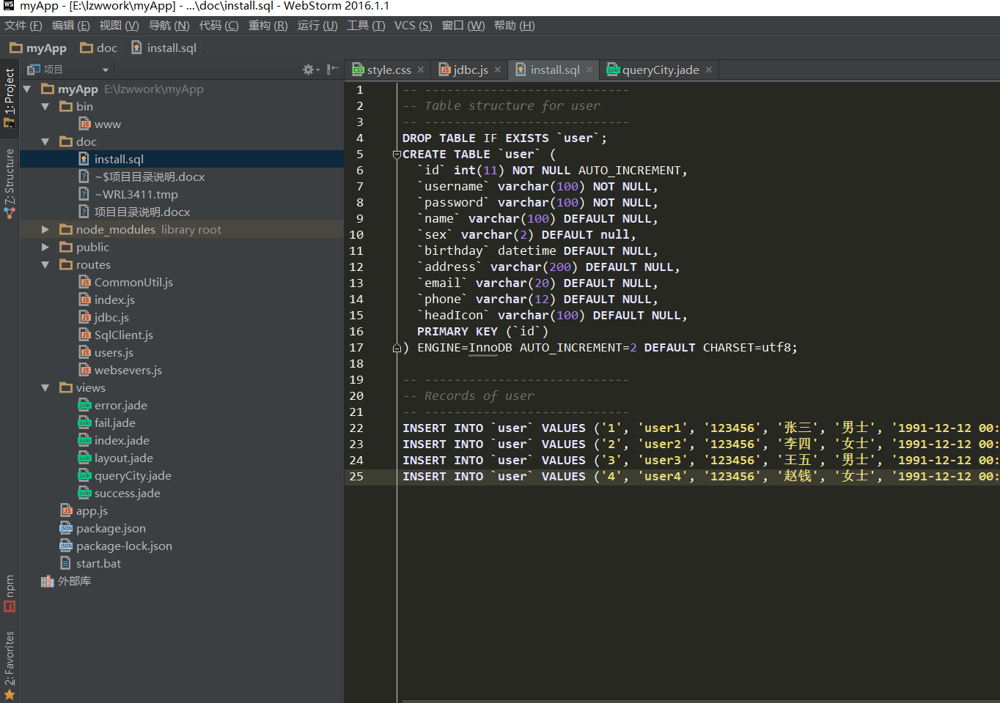 myApp - [E:\lzwwork\myApp] - ...\doc\install.sql - WebStorm 2016.1.1
文件 (F) 编辑 (E) 视图 (V) 导航 (N) 代码 (C) 重构 (R) 运行 (U) 工具 (T) VCS (S) 窗口 (W) 帮助 (H)
myApp doc install.sql
项目
style.css jdbc.js install.sql queryCity.jade
1: Project
7: Structure
npm
2: Favorites
myApp E:\lzwwork\myApp
bin
www
doc
install.sql
~$项目目录说明.docx
~WRL3411.tmp
项目目录说明.docx
node_modules library root
public
routes
CommonUtil.js
index.js
jdbc.js
SqlClient.js
users.js
websevers.js
views
error.jade
fail.jade
index.jade
layout.jade
queryCity.jade
success.jade
app.js
package.json
package-lock.json
start.bat
外部库
1 -- ----------------------------
2 -- Table structure for user
3 -- ----------------------------
4 DROP TABLE IF EXISTS `user`;
5 CREATE TABLE `user` (
6 `id` int(11) NOT NULL AUTO_INCREMENT,
7 `username` varchar(100) NOT NULL,
8 `password` varchar(100) NOT NULL,
9 `name` varchar(100) DEFAULT NULL,
10 `sex` varchar(2) DEFAULT null,
11 `birthday` datetime DEFAULT NULL,
12 `address` varchar(200) DEFAULT NULL,
13 `email` varchar(20) DEFAULT NULL,
14 `phone` varchar(12) DEFAULT NULL,
15 `headIcon` varchar(100) DEFAULT NULL,
16 PRIMARY KEY (`id`)
17 ) ENGINE=InnoDB AUTO_INCREMENT=2 DEFAULT CHARSET=utf8;
18
19 -- ----------------------------
20 -- Records of user
21 -- ----------------------------
22 INSERT INTO `user` VALUES ('1', 'user1', '123456', '张三', '男士', '1991-12-12 00:
23 INSERT INTO `user` VALUES ('2', 'user2', '123456', '李四', '女士', '1991-12-12 00:
24 INSERT INTO `user` VALUES ('3', 'user3', '123456', '王五', '男士', '1991-12-12 00:
25 INSERT INTO `user` VALUES ('4', 'user4', '123456', '赵钱', '女士', '1991-12-12 00: